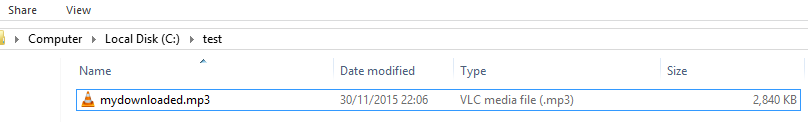 Share View
Computer Local Disk (C:) test
Name Date modified Type Size
mydownloaded.mp3 30/11/2015 22:06 VLC media file (.mp3) 2,840 KB